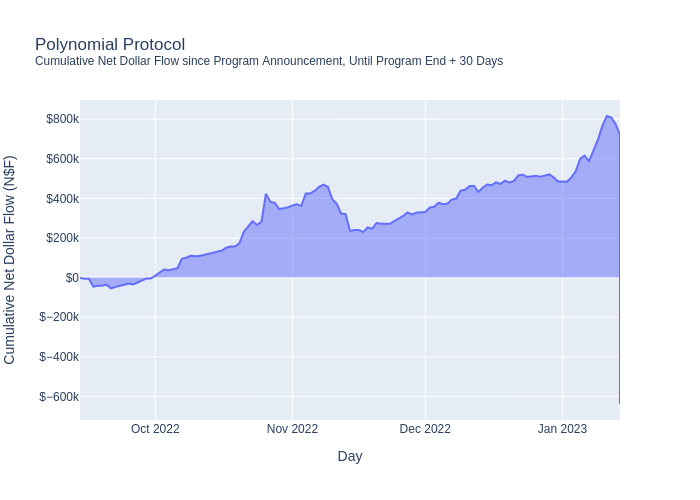 Polynomial Protocol
Cumulative Net Dollar Flow since Program Announcement, Until Program End + 30 Days
Cumulative Net Dollar Flow (N$F)
$800k
$600k
$400k
$200k
$0
$−200k
$−400k
$−600k
Oct 2022
Nov 2022
Dec 2022
Jan 2023
Day